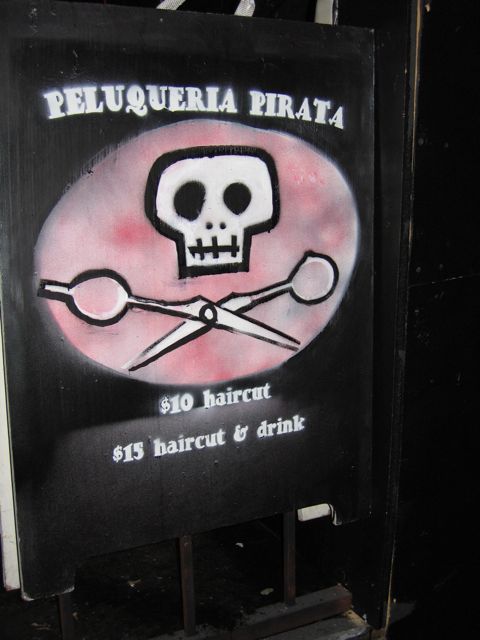 PELUQUERIA PIRATA
$10 haircut
$15 haircut & drink